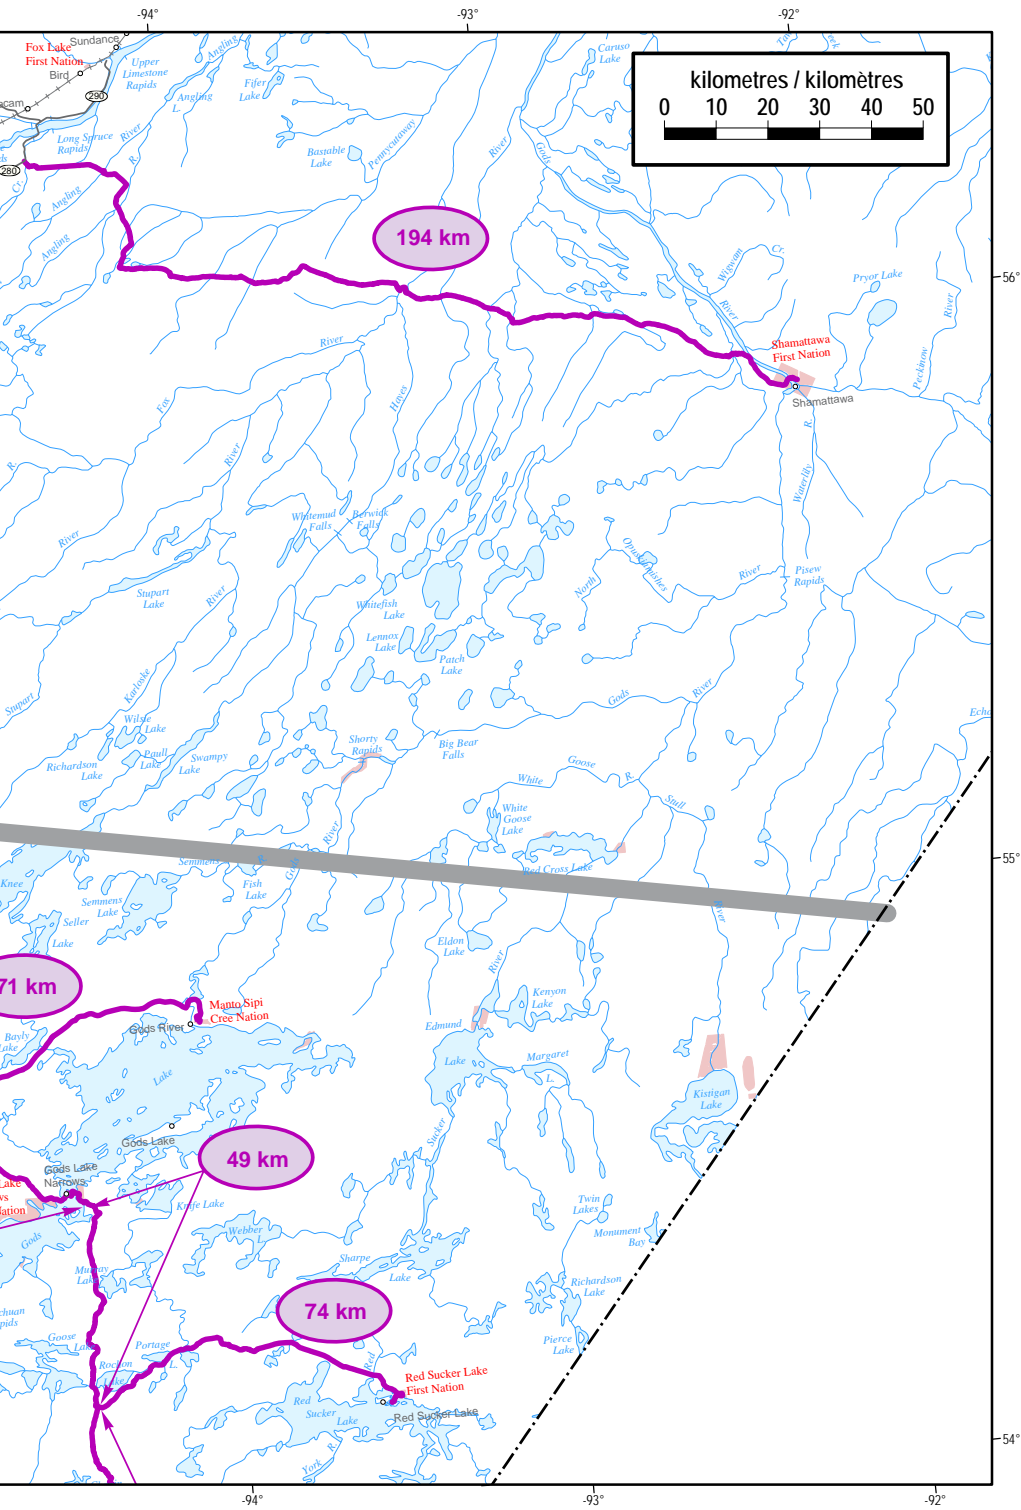 -94°
-93°
-92°
Sundance
Fox Lake
First Nation
Bird
290
Upper
Limestone
Rapids
Angling
Angling
L.
Fifer
Lake
Caruso
Lake
kilometres / kilomètres
0 10 20 30 40 50
Long Spruce
Rapids
River
R.
280
Cr.
Angling
Angling
Bastable
Lake
Pennycutaway
River
Gods
194 km
Wigwam
Cr.
River
Pryor Lake
River
56°
Peckinow
Shamattawa
First Nation
Shamattawa
River
Fox
Hayes
River
R.
R.
Waterlily
River
Whitemud
Falls
Berwick
Falls
Stupart
Lake
River
Whitefish
Lake
Lennox
Lake
Patch
Lake
North
River
Pisew
Rapids
Stupart
Karloske
Gods
River
Wilsie
Lake
Paull
Lake
Swampy
Lake
Richardson
Lake
Shorty
Rapids
Big Bear
Falls
White
Goose
R.
Stull
White
Goose
Lake
River
Gods
Semmens
R.
Fish
Lake
Red Cross Lake
55°
Knee
Semmens
Lake
Seller
Lake
Eldon
Lake
River
River
71 km
Manto Sipi
Cree Nation
Gods River
Bayly
Lake
Kenyon
Lake
Edmund
Lake
Margaret
L.
Kistigan
Lake
Lake
Gods Lake
Sucker
49 km
Gods Lake
Narrows
Knife Lake
Gods
Webber
L.
Twin
Lakes
Monument
Bay
Murray
Lake
Sharpe
Lake
Richardson
Lake
74 km
Pierce
Lake
Goose
Lake
Portage
L.
Rochon
Lake
Red
Red Sucker Lake
First Nation
Red Sucker Lake
Red
Sucker
Lake
York
R.
54°
-94°
-93°
-92°